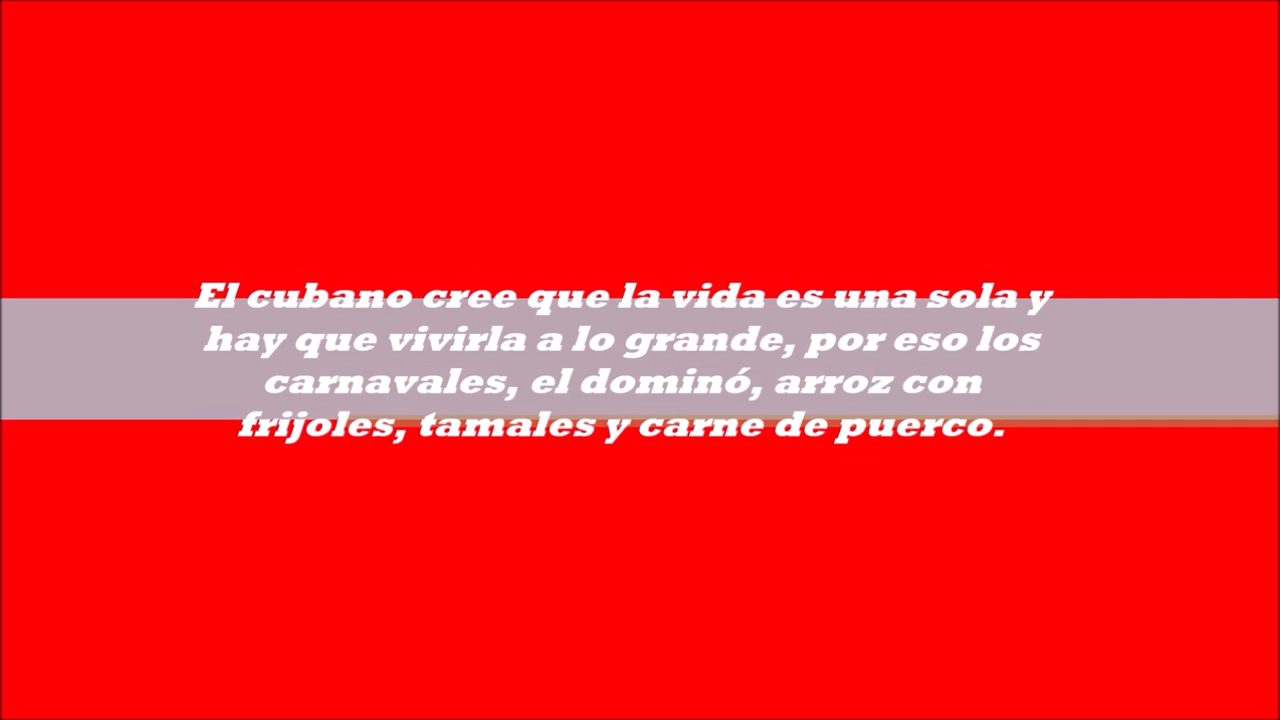 El cubano cree que la vida es una sola y
hay que vivirla a lo grande, por eso los
carnavales, el dominó, arroz con
frijoles, tamales y carne de puerco.